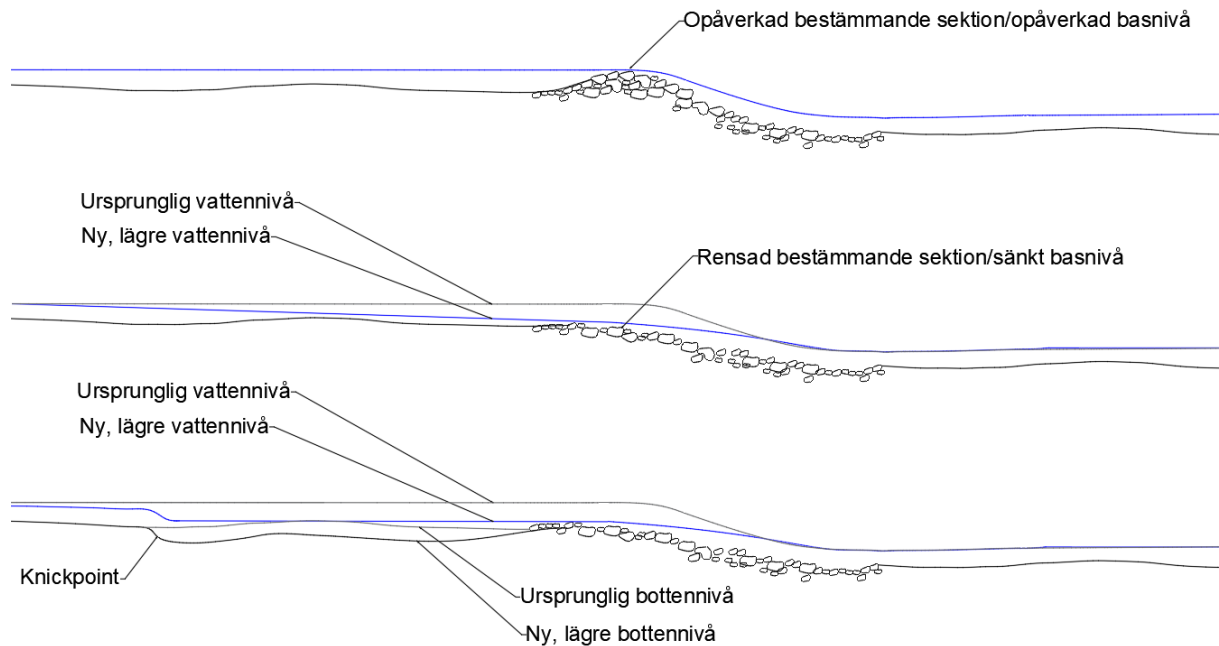 Opåverkad bestämmande sektion/opåverkad basnivå
Ursprunglig vattennivå
Ny, lägre vattennivå
Rensad bestämmande sektion/sänkt basnivå
Ursprunglig vattennivå
Ny, lägre vattennivå
Knickpoint
Ursprunglig bottennivå
Ny, lägre bottennivå